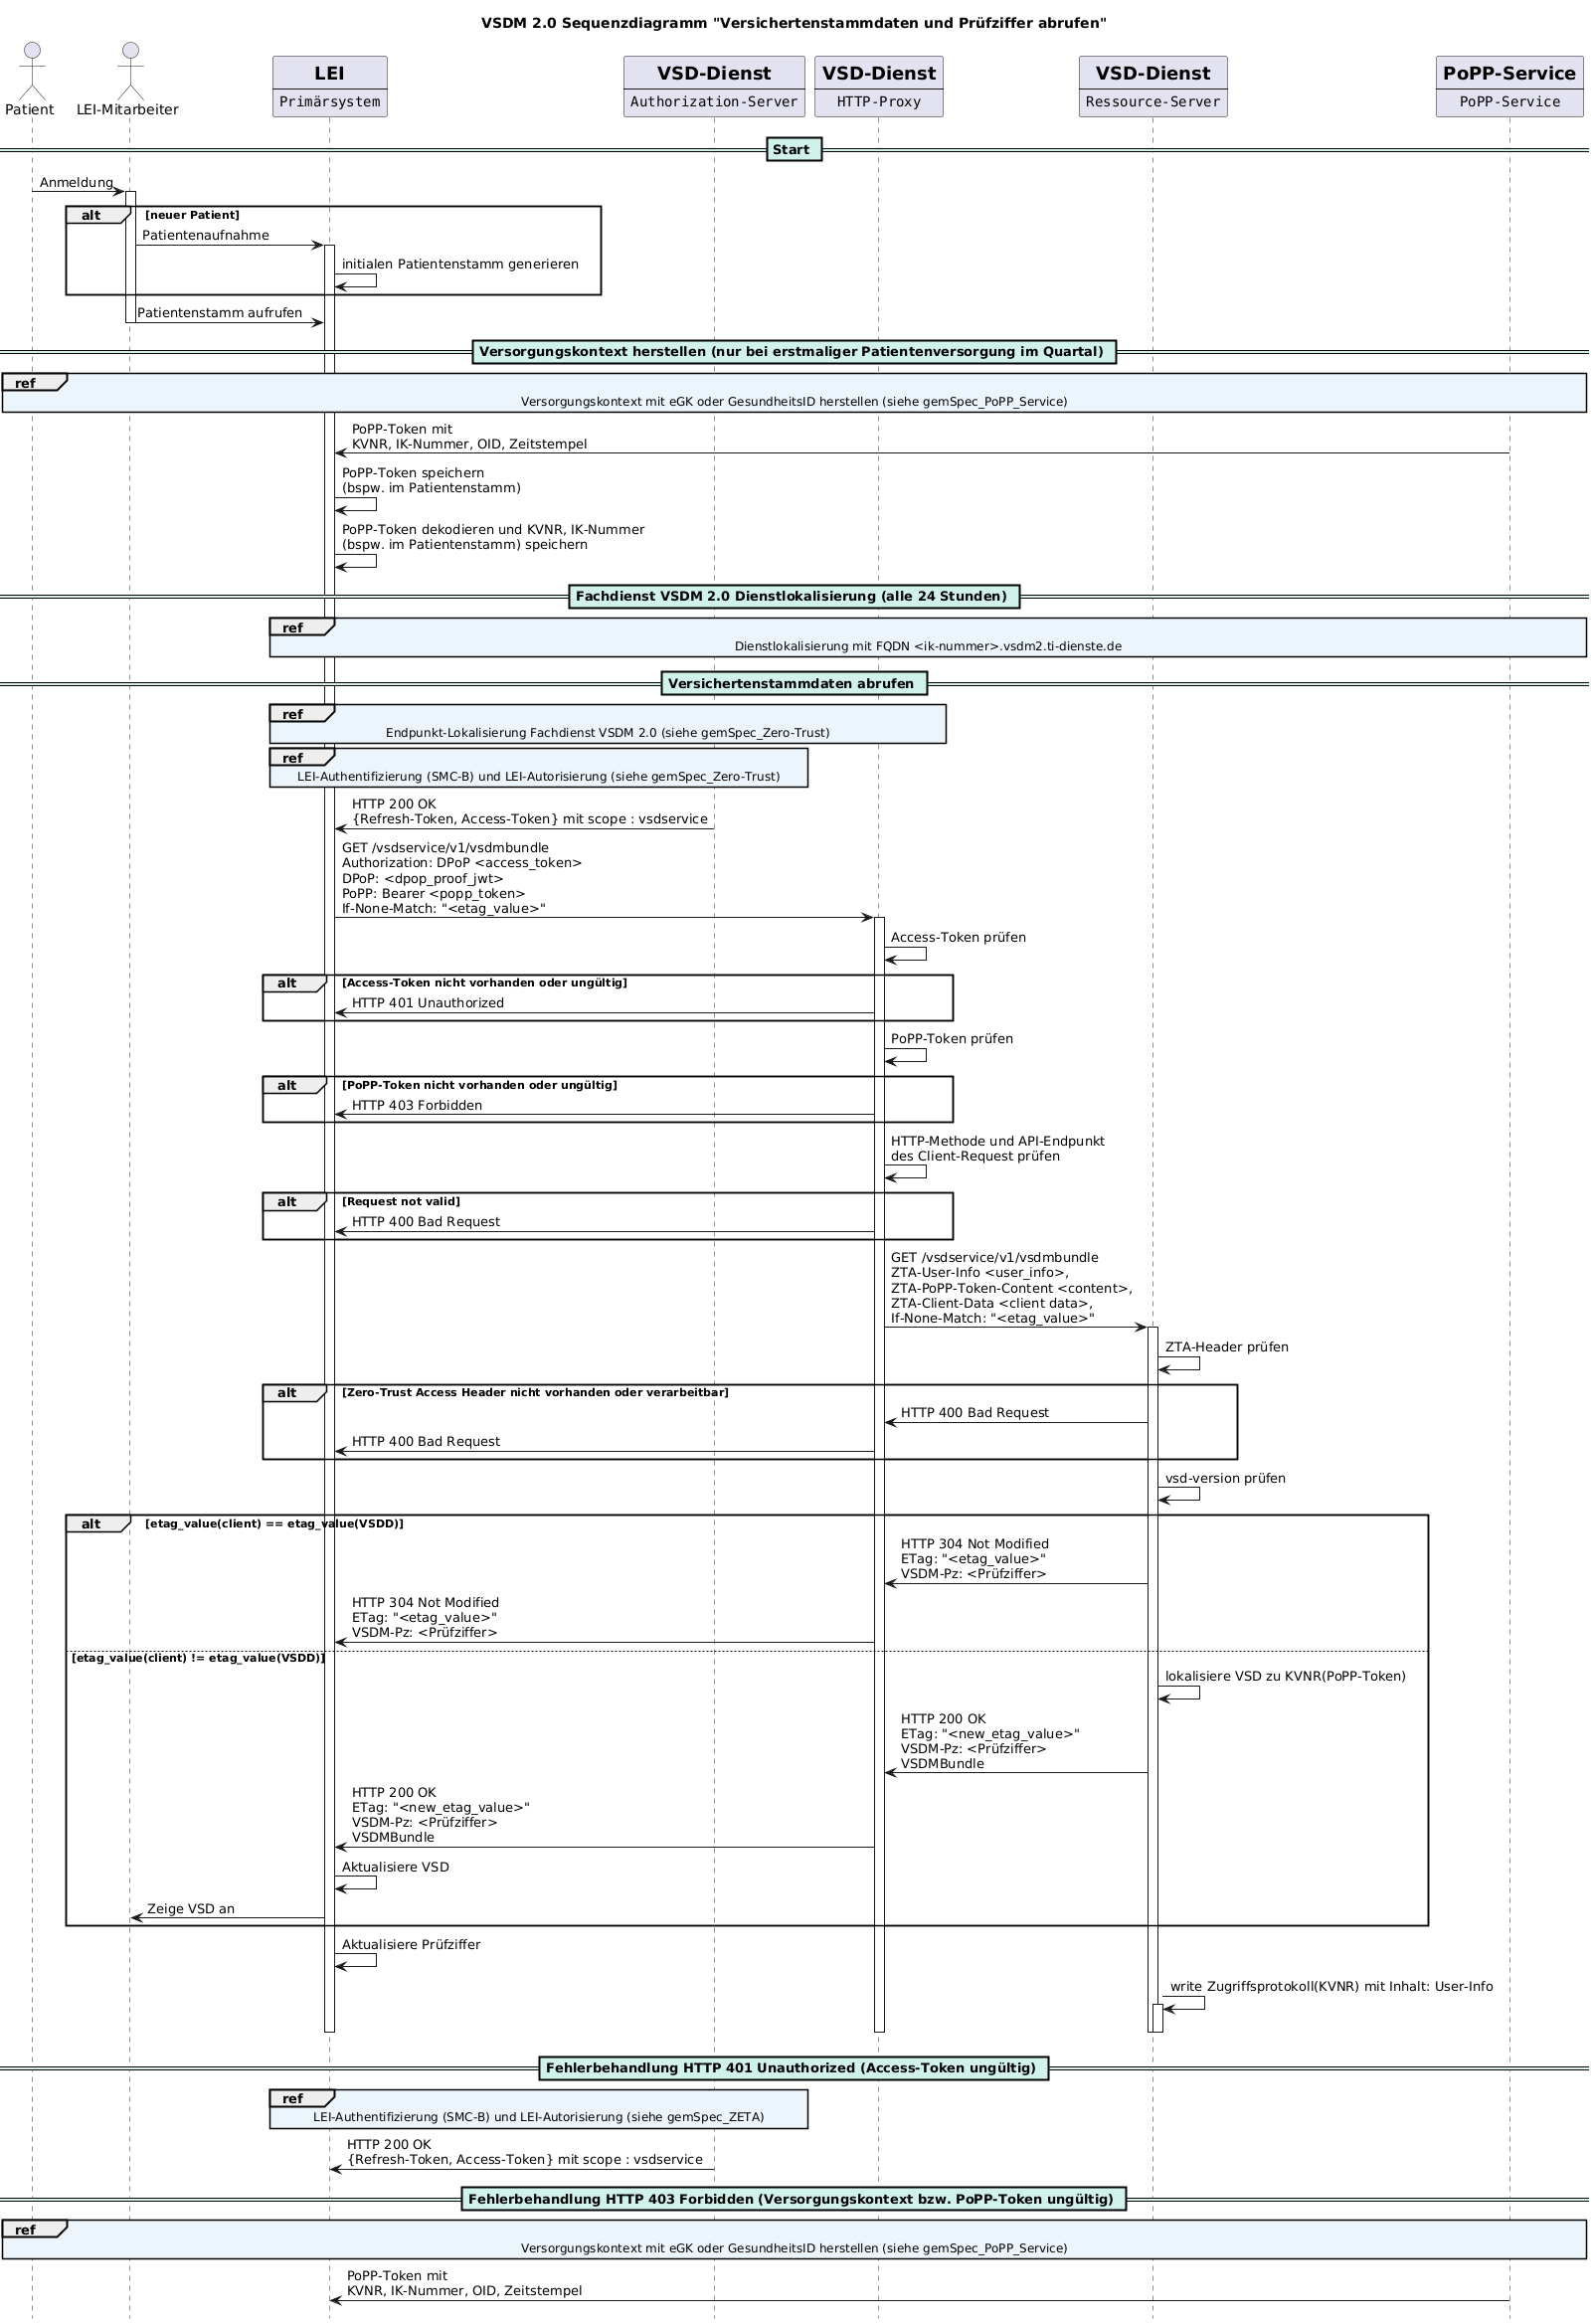 VSDM 2.0 Sequenzdiagramm "Versichertenstammdaten und Prüfziffer abrufen"
Patient
LEI-Mitarbeiter
LEI
Primärsystem
VSD-Dienst
Authorization-Server
VSD-Dienst
HTTP-Proxy
VSD-Dienst
Ressource-Server
PoPP-Service
PoPP-Service
Start
Anmeldung
alt [neuer Patient]
Patientenaufnahme
initialen Patientenstamm generieren
Patientenstamm aufrufen
Versorgungskontext herstellen (nur bei erstmaliger Patientenversorgung im Quartal)
ref
Versorgungskontext mit eGK oder GesundheitsID herstellen (siehe gemSpec_PoPP_Service)
PoPP-Token mit
KVNR, IK-Nummer, OID, Zeitstempel
PoPP-Token speichern
(bspw. im Patientenstamm)
PoPP-Token dekodieren und KVNR, IK-Nummer
(bspw. im Patientenstamm) speichern
Fachdienst VSDM 2.0 Dienstlokalisierung (alle 24 Stunden)
ref
Dienstlokalisierung mit FQDN <ik-nummer>.vsdm2.ti-dienste.de
Versichertenstammdaten abrufen
ref
Endpunkt-Lokalisierung Fachdienst VSDM 2.0 (siehe gemSpec_Zero-Trust)
ref
LEI-Authentifizierung (SMC-B) und LEI-Autorisierung (siehe gemSpec_Zero-Trust)
HTTP 200 OK
{Refresh-Token, Access-Token} mit scope : vsdservice
GET /vsdservice/v1/vsdmbundle
Authorization: DPoP <access_token>
DPoP: <dpop_proof_jwt>
PoPP: Bearer <popp_token>
If-None-Match: "<etag_value>"
Access-Token prüfen
alt [Access-Token nicht vorhanden oder ungültig]
HTTP 401 Unauthorized
PoPP-Token prüfen
alt [PoPP-Token nicht vorhanden oder ungültig]
HTTP 403 Forbidden
HTTP-Methode und API-Endpunkt
des Client-Request prüfen
alt [Request not valid]
HTTP 400 Bad Request
GET /vsdservice/v1/vsdmbundle
ZTA-User-Info <user_info>,
ZTA-PoPP-Token-Content <content>,
ZTA-Client-Data <client data>,
If-None-Match: "<etag_value>"
ZTA-Header prüfen
alt [Zero-Trust Access Header nicht vorhanden oder verarbeitbar]
HTTP 400 Bad Request
HTTP 400 Bad Request
vsd-version prüfen
alt [etag_value(client) == etag_value(VSDD)]
HTTP 304 Not Modified
ETag: "<etag_value>"
VSDM-Pz: <Prüfziffer>
HTTP 304 Not Modified
ETag: "<etag_value>"
VSDM-Pz: <Prüfziffer>
[etag_value(client) != etag_value(VSDD)]
lokalisiere VSD zu KVNR(PoPP-Token)
HTTP 200 OK
ETag: "<new_etag_value>"
VSDM-Pz: <Prüfziffer>
VSDMBundle
HTTP 200 OK
ETag: "<new_etag_value>"
VSDM-Pz: <Prüfziffer>
VSDMBundle
Aktualisiere VSD
Zeige VSD an
Aktualisiere Prüfziffer
write Zugriffsprotokoll(KVNR) mit Inhalt: User-Info
Fehlerbehandlung HTTP 401 Unauthorized (Access-Token ungültig)
ref
LEI-Authentifizierung (SMC-B) und LEI-Autorisierung (siehe gemSpec_ZETA)
HTTP 200 OK
{Refresh-Token, Access-Token} mit scope : vsdservice
Fehlerbehandlung HTTP 403 Forbidden (Versorgungskontext bzw. PoPP-Token ungültig)
ref
Versorgungskontext mit eGK oder GesundheitsID herstellen (siehe gemSpec_PoPP_Service)
PoPP-Token mit
KVNR, IK-Nummer, OID, Zeitstempel